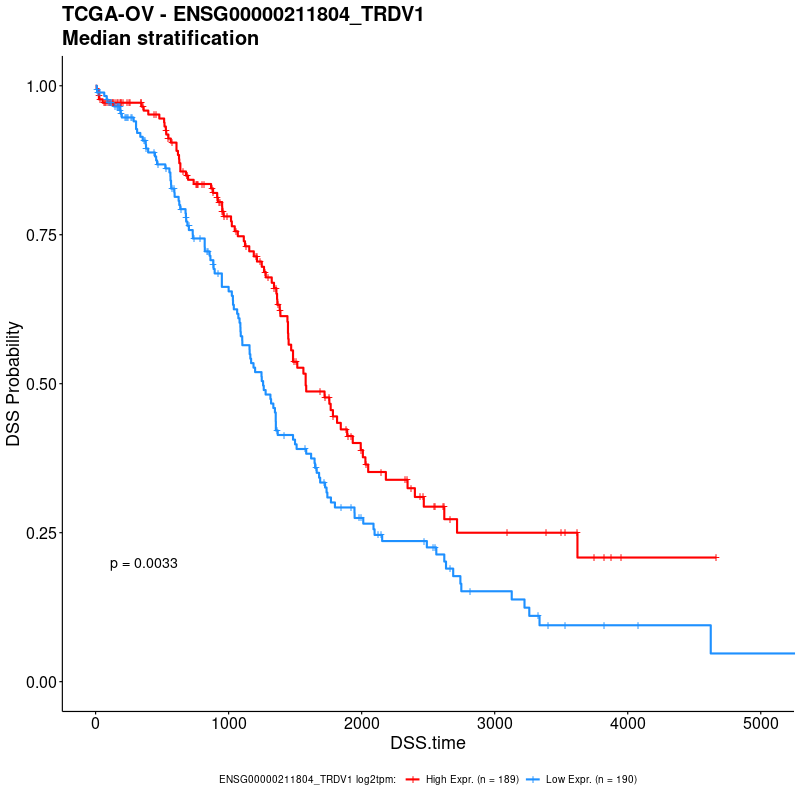 TCGA-OV - ENSG00000211804_TRDV1
Median stratification
DSS Probability
1.00
0.75
0.50
0.25
0.00
p = 0.0033
0 1000 2000 3000 4000 5000
DSS.time
ENSG00000211804_TRDV1 log2tpm: High Expr. (n = 189) Low Expr. (n = 190)